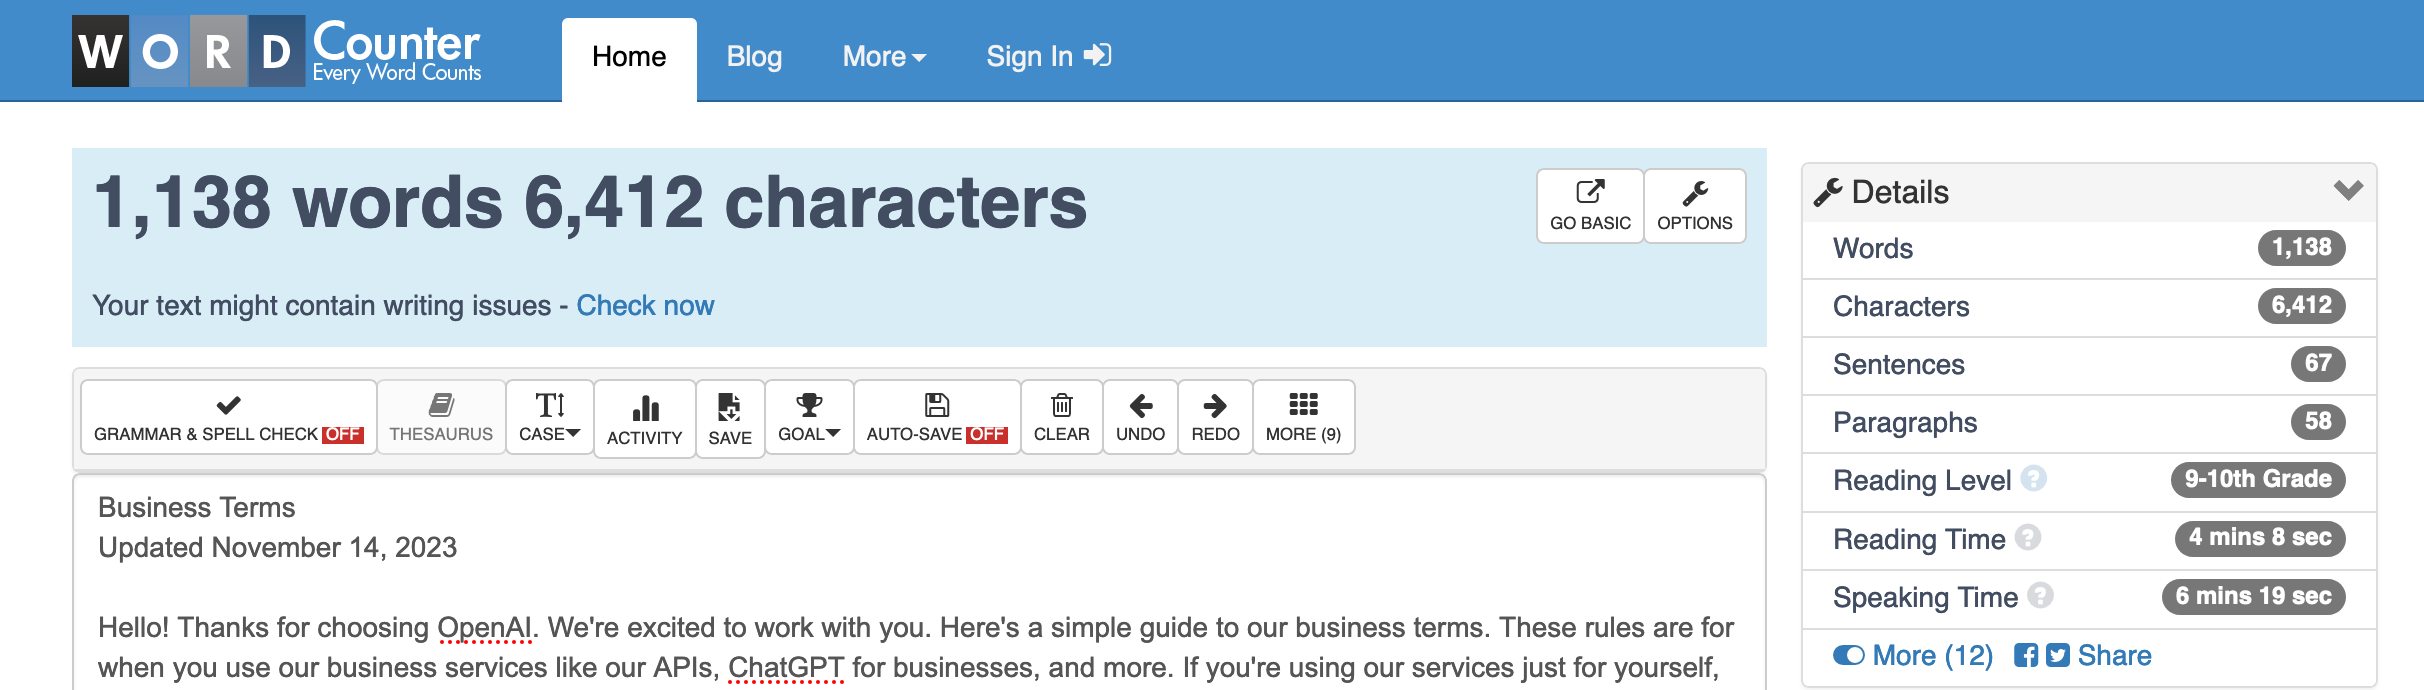 WORD Counter
Every Word Counts
Home Blog More Sign In
1,138 words 6,412 characters
GO BASIC OPTIONS
Your text might contain writing issues - Check now
GRAMMAR & SPELL CHECK OFF THESAURUS CASE ACTIVITY SAVE GOAL AUTO-SAVE OFF CLEAR UNDO REDO MORE (9)
Business Terms
Updated November 14, 2023
Hello! Thanks for choosing OpenAI. We're excited to work with you. Here's a simple guide to our business terms. These rules are for
when you use our business services like our APIs, ChatGPT for businesses, and more. If you're using our services just for yourself,
Details
Words 1,138
Characters 6,412
Sentences 67
Paragraphs 58
Reading Level ? 9-10th Grade
Reading Time ? 4 mins 8 sec
Speaking Time ? 6 mins 19 sec
More (12) Share